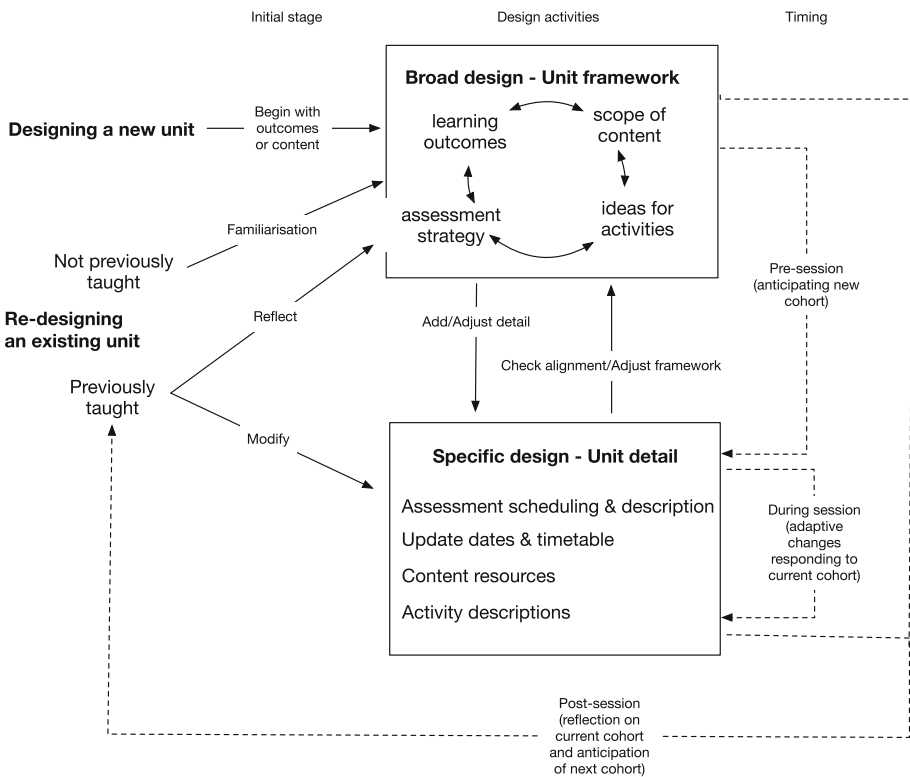 Initial stage
Design activities
Timing
Broad design - Unit framework
Designing a new unit
Begin with
outcomes
or content
learning
outcomes
scope of
content
assessment
strategy
ideas for
activities
Familiarisation
Not previously
taught
Re-designing
an existing unit
Reflect
Previously
taught
Modify
Add/Adjust detail
Check alignment/Adjust framework
Pre-session
(anticipating new
cohort)
Specific design - Unit detail
Assessment scheduling & description
Update dates & timetable
Content resources
Activity descriptions
During session
(adaptive
changes
responding to
current cohort)
Post-session
(reflection on
current cohort
and anticipation
of next cohort)